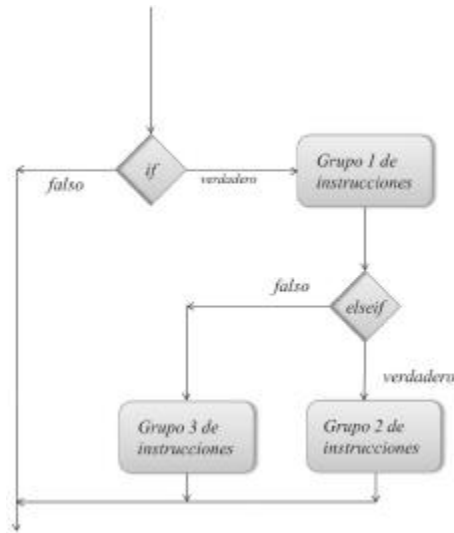 if
falso
verdadero
Grupo 1 de
instrucciones
falso
elseif
verdadero
Grupo 3 de
instrucciones
Grupo 2 de
instrucciones